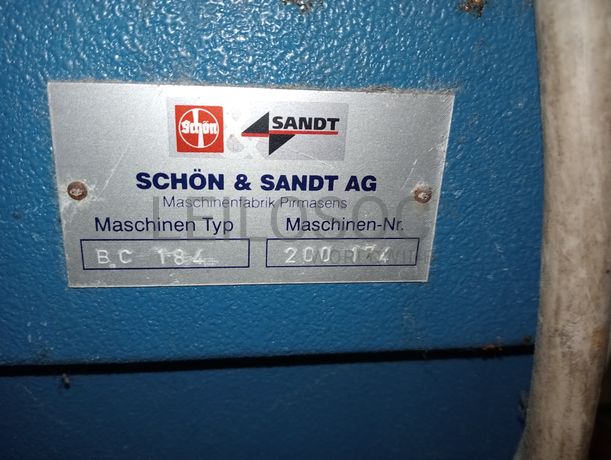 Schön
SANDT
SCHÖN & SANDT AG
Maschinenfabrik Pirmasens
Maschinen Typ Maschinen-Nr.
BC 184 200 174